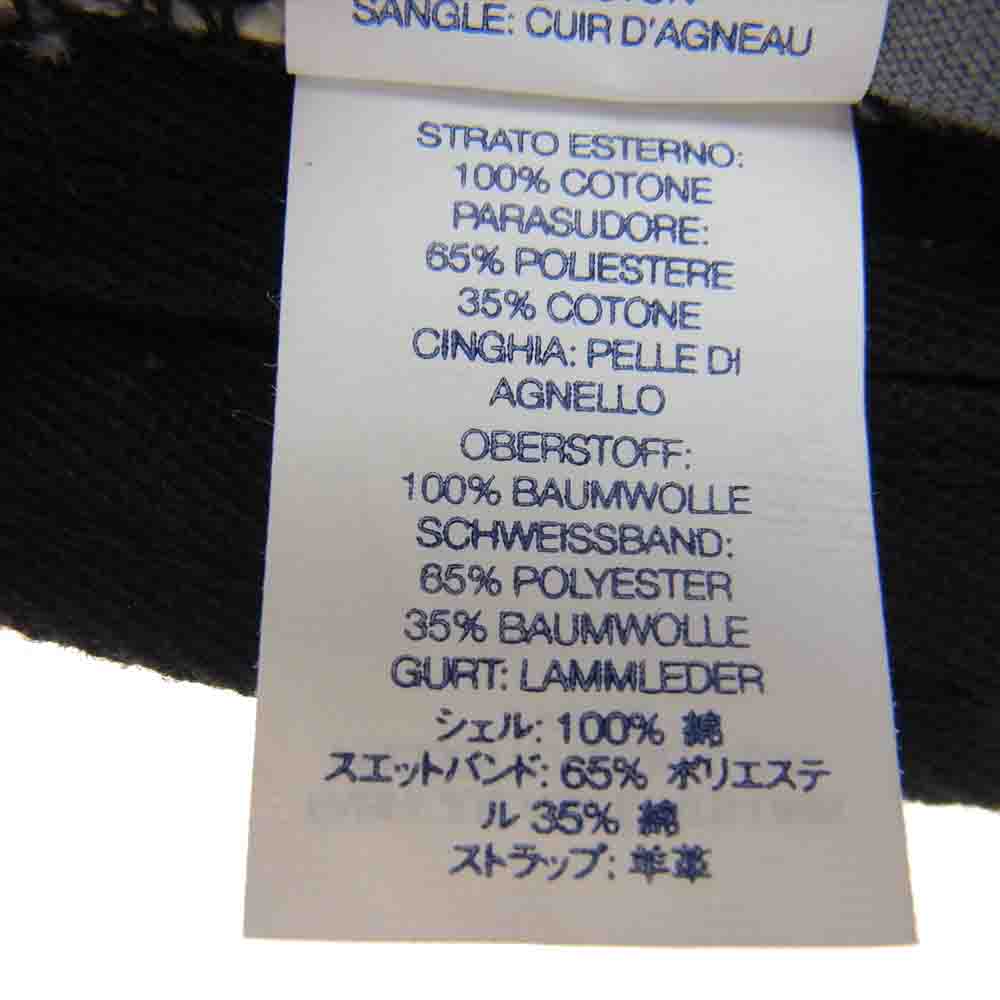 SANGLE: CUIR D'AGNEAU
STRATO ESTERNO:
100% COTONE
PARASUDORE:
65% POLIESTERE
35% COTONE
CINGHIA: PELLE DI
AGNELLO
OBERSTOFF:
100% BAUMWOLLE
SCHWEISSBAND:
65% POLYESTER
35% BAUMWOLLE
GURT: LAMMLEDER
シェル: 100% 綿
スエットバンド: 65% ポリエステ
ル 35% 綿
ストラップ: 羊革